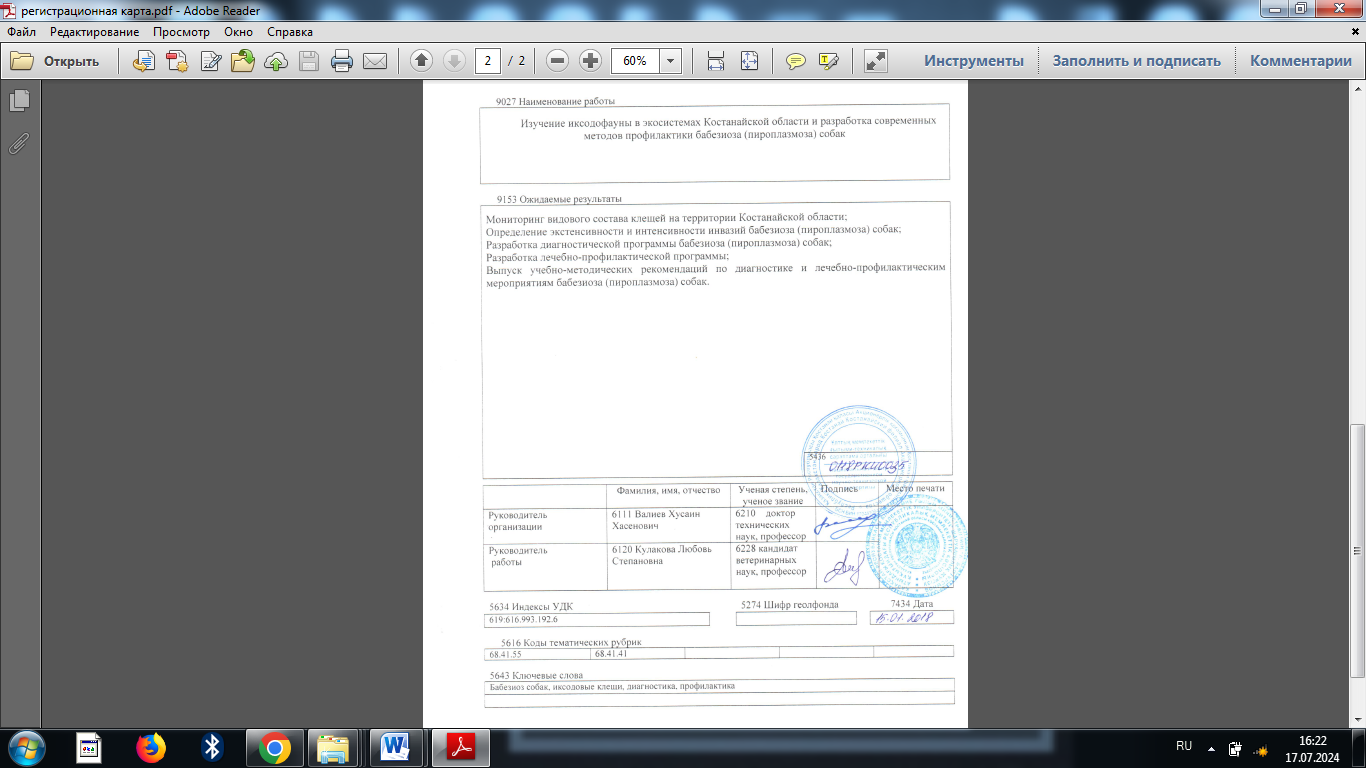 регистрационная карта.pdf - Adobe Reader
Файл Редактирование Просмотр Окно Справка
Открыть 2 / 2 60% Инструменты Заполнить и подписать Комментарии
9027 Наименование работы
Изучение иксодофауны в экосистемах Костанайской области и разработка современных
методов профилактики бабезиоза (пироплазмоза) собак
9153 Ожидаемые результаты
Мониторинг видового состава клещей на территории Костанайской области;
Определение экстенсивности и интенсивности инвазий бабезиоза (пироплазмоза) собак;
Разработка диагностической программы бабезиоза (пироплазмоза) собак;
Разработка лечебно-профилактической программы;
Выпуск учебно-методических рекомендаций по диагностике и лечебно-профилактическим
мероприятиям бабезиоза (пироплазмоза) собак.
5436
0118РКИ0035
Фамилия, имя, отчество Ученая степень, ученое звание Подпись Место печати
Руководитель организации 6111 Валиев Хусаин Хасенович 6210 доктор технических наук, профессор
Руководитель работы 6120 Кулакова Любовь Степановна 6228 кандидат ветеринарных наук, профессор
5634 Индексы УДК 5274 Шифр геолфонда 7434 Дата
619:616.993.192.6 15.01.2018
5616 Коды тематических рубрик
68.41.55 68.41.41
5643 Ключевые слова
Бабезиоз собак, иксодовые клещи, диагностика, профилактика
RU
16:22
17.07.2024